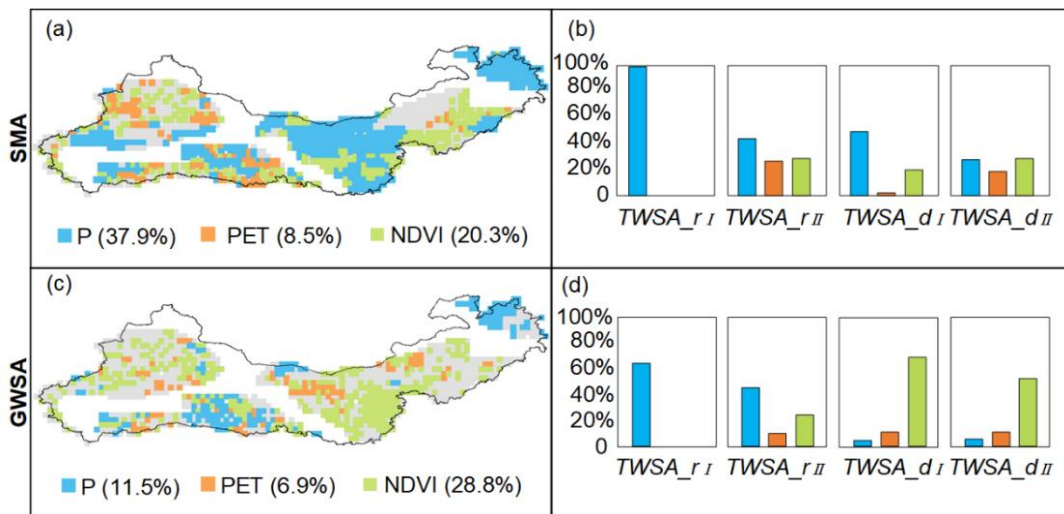 (a)
SMA
P (37.9%) PET (8.5%) NDVI (20.3%)
(b)
100%
80%
60%
40%
20%
0
TWSA_r I TWSA_r II TWSA_d I TWSA_d II
(c)
GWSA
P (11.5%) PET (6.9%) NDVI (28.8%)
(d)
100%
80%
60%
40%
20%
0
TWSA_r I TWSA_r II TWSA_d I TWSA_d II